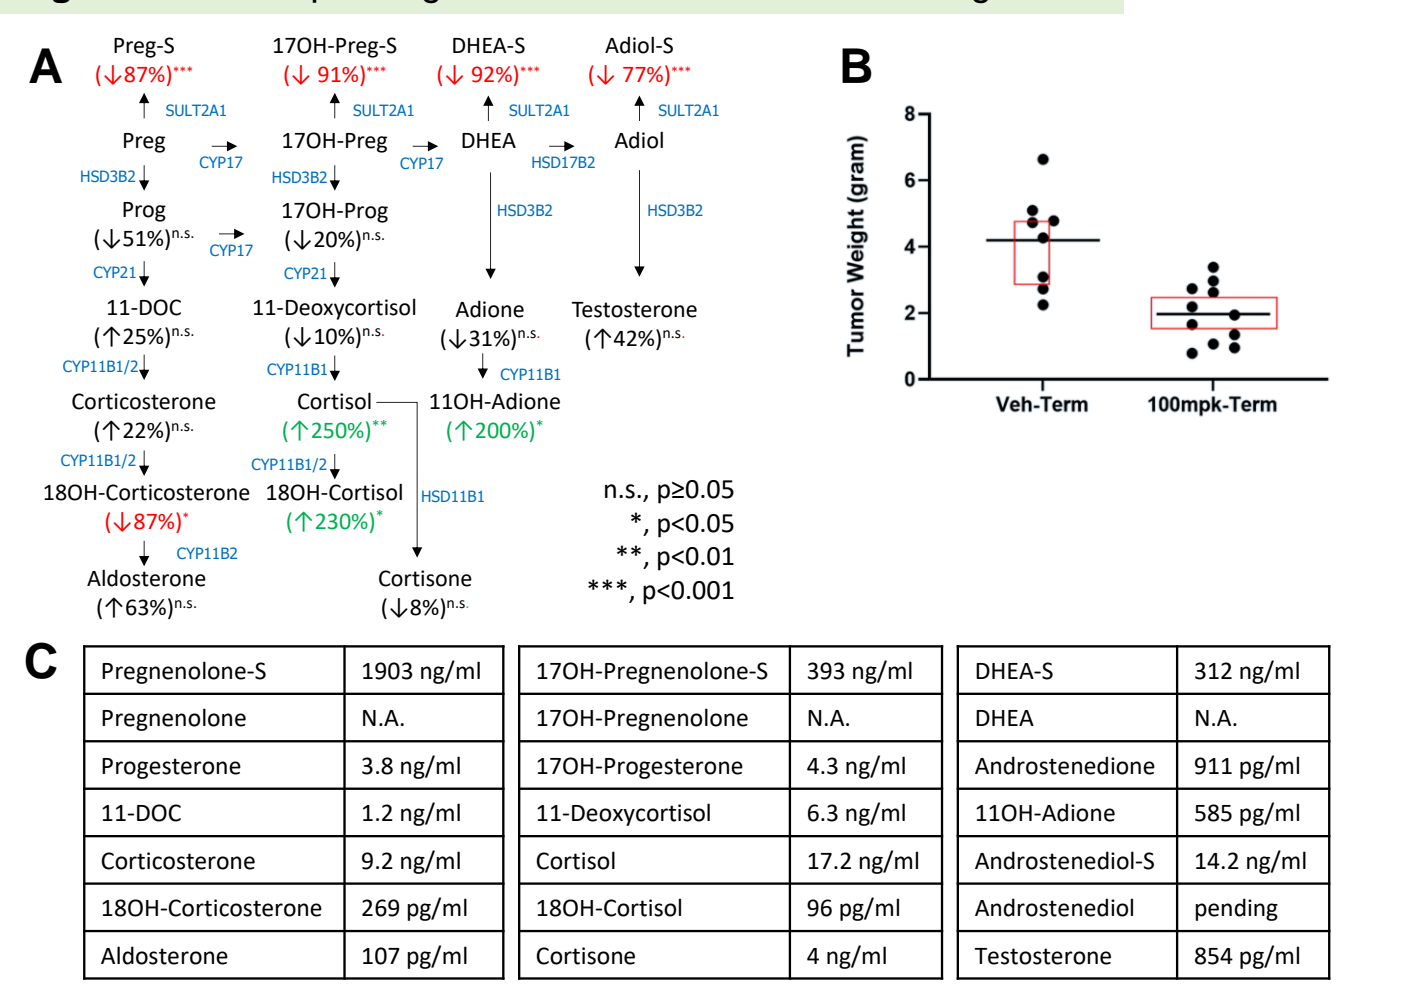 A
Preg-S 17OH-Preg-S DHEA-S Adiol-S
(↓87%)*** (↓ 91%)*** (↓ 92%)*** (↓ 77%)***
SULT2A1 SULT2A1 SULT2A1 SULT2A1
Preg 17OH-Preg DHEA Adiol
CYP17 CYP17 HSD17B2
HSD3B2 HSD3B2
Prog 17OH-Prog HSD3B2 HSD3B2
(↓51%)n.s. (↓20%)n.s.
CYP17
CYP21 CYP21
11-DOC 11-Deoxycortisol Adione Testosterone
(↑25%)n.s. (↓10%)n.s. (↓31%)n.s. (↑42%)n.s.
CYP11B1/2 CYP11B1 CYP11B1
Corticosterone Cortisol 11OH-Adione
(↑22%)n.s. (↑250%)** (↑200%)*
CYP11B1/2 CYP11B1/2
18OH-Corticosterone 18OH-Cortisol HSD11B1
(↓87%)* (↑230%)*
CYP11B2
Aldosterone Cortisone
(↑63%)n.s. (↓8%)n.s.
n.s., p≥0.05
*, p<0.05
**, p<0.01
***, p<0.001
B
Tumor Weight (gram)
8
6
4
2
0
Veh-Term 100mpk-Term
C
Pregnenolone-S 1903 ng/ml 17OH-Pregnenolone-S 393 ng/ml DHEA-S 312 ng/ml
Pregnenolone N.A. 17OH-Pregnenolone N.A. DHEA N.A.
Progesterone 3.8 ng/ml 17OH-Progesterone 4.3 ng/ml Androstenedione 911 pg/ml
11-DOC 1.2 ng/ml 11-Deoxycortisol 6.3 ng/ml 11OH-Adione 585 pg/ml
Corticosterone 9.2 ng/ml Cortisol 17.2 ng/ml Androstenediol-S 14.2 ng/ml
18OH-Corticosterone 269 pg/ml 18OH-Cortisol 96 pg/ml Androstenediol pending
Aldosterone 107 pg/ml Cortisone 4 ng/ml Testosterone 854 pg/ml